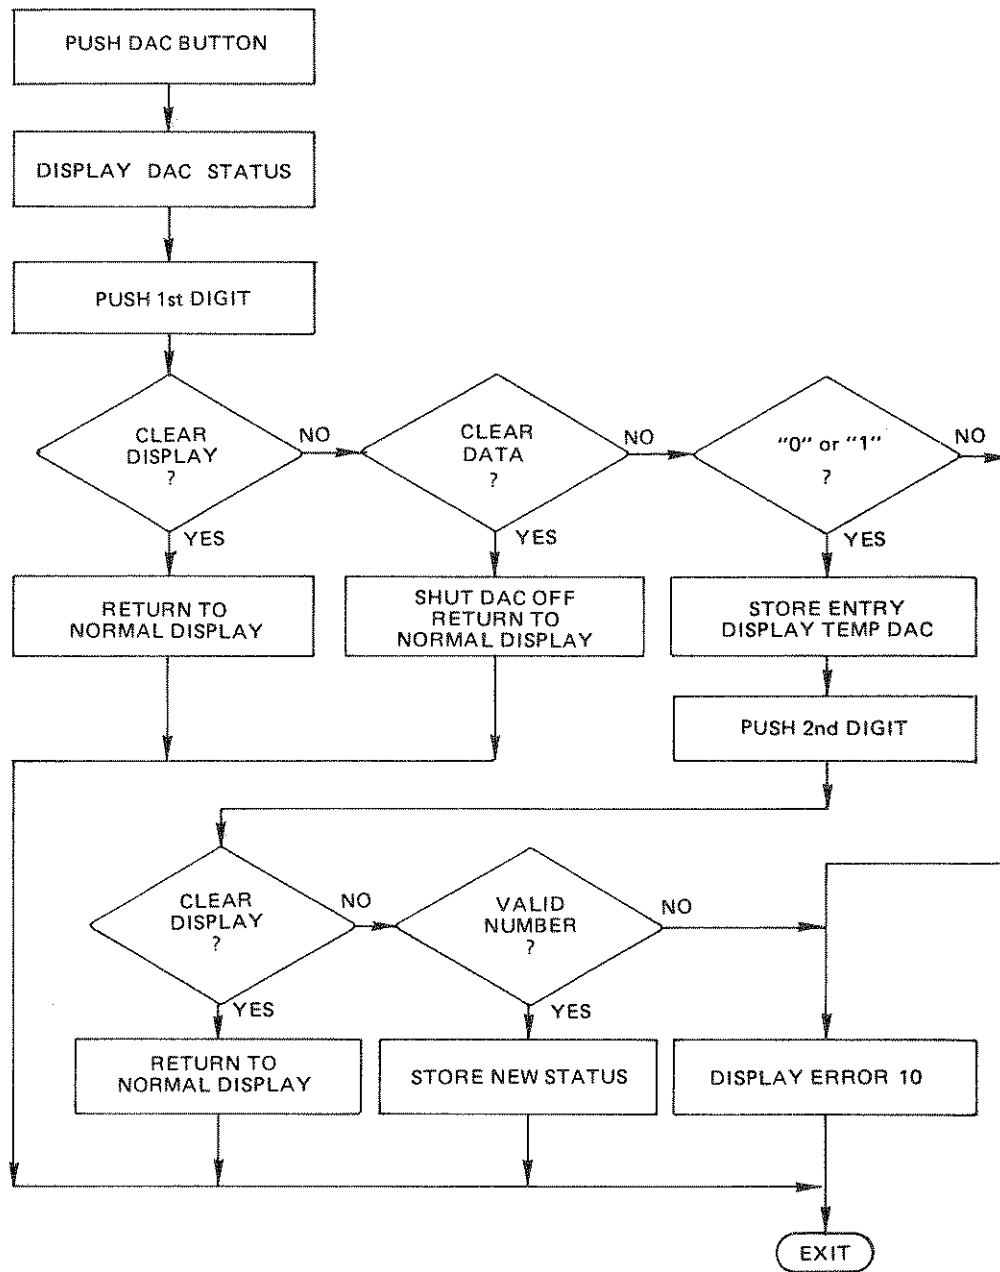 PUSH DAC BUTTON
DISPLAY DAC STATUS
PUSH 1st DIGIT
CLEAR
DISPLAY
?
NO
YES
CLEAR
DATA
?
NO
YES
"0" or "1"
?
NO
YES
RETURN TO
NORMAL DISPLAY
SHUT DAC OFF
RETURN TO
NORMAL DISPLAY
STORE ENTRY
DISPLAY TEMP DAC
PUSH 2nd DIGIT
CLEAR
DISPLAY
?
NO
YES
VALID
NUMBER
?
NO
YES
RETURN TO
NORMAL DISPLAY
STORE NEW STATUS
DISPLAY ERROR 10
EXIT